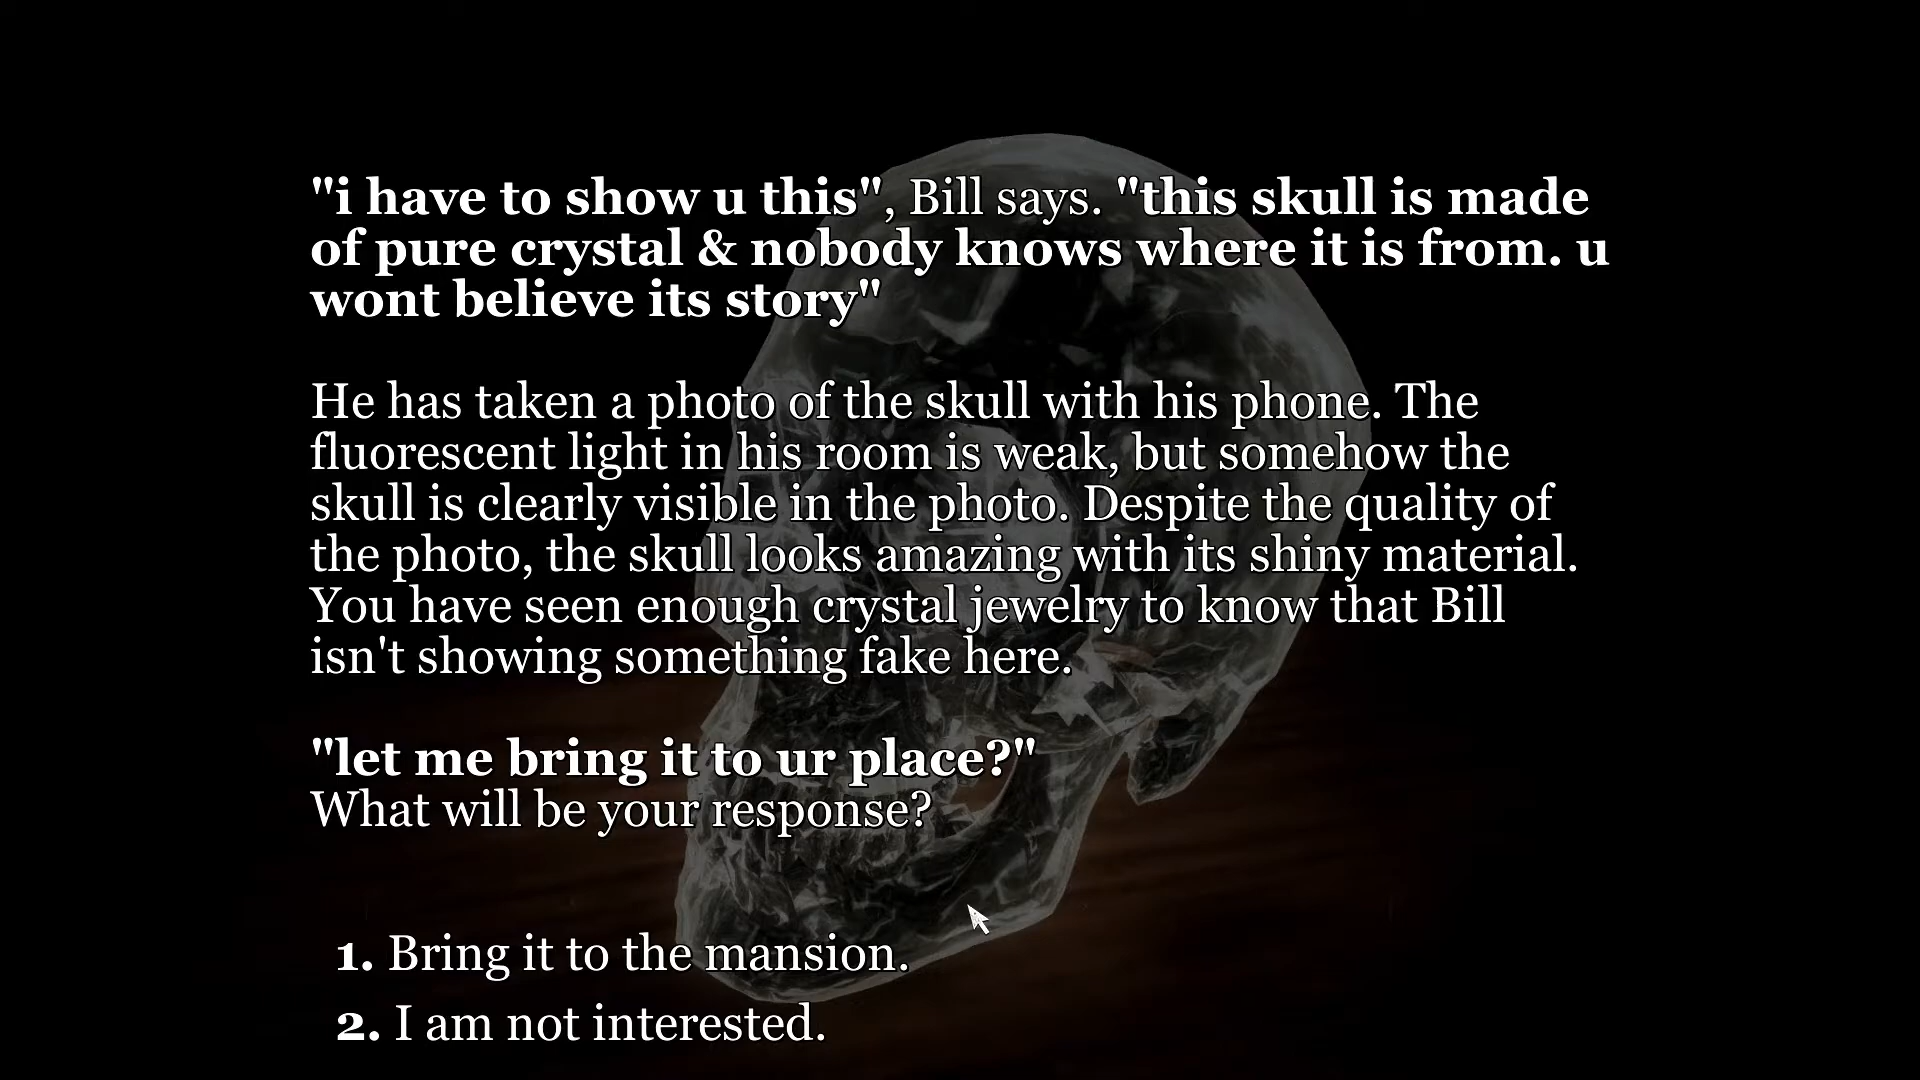 "i have to show u this", Bill says. "this skull is made
of pure crystal & nobody knows where it is from. u
wont believe its story"
He has taken a photo of the skull with his phone. The
fluorescent light in his room is weak, but somehow the
skull is clearly visible in the photo. Despite the quality of
the photo, the skull looks amazing with its shiny material.
You have seen enough crystal jewelry to know that Bill
isn't showing something fake here.
"let me bring it to ur place?"
What will be your response?
1. Bring it to the mansion.
2. I am not interested.